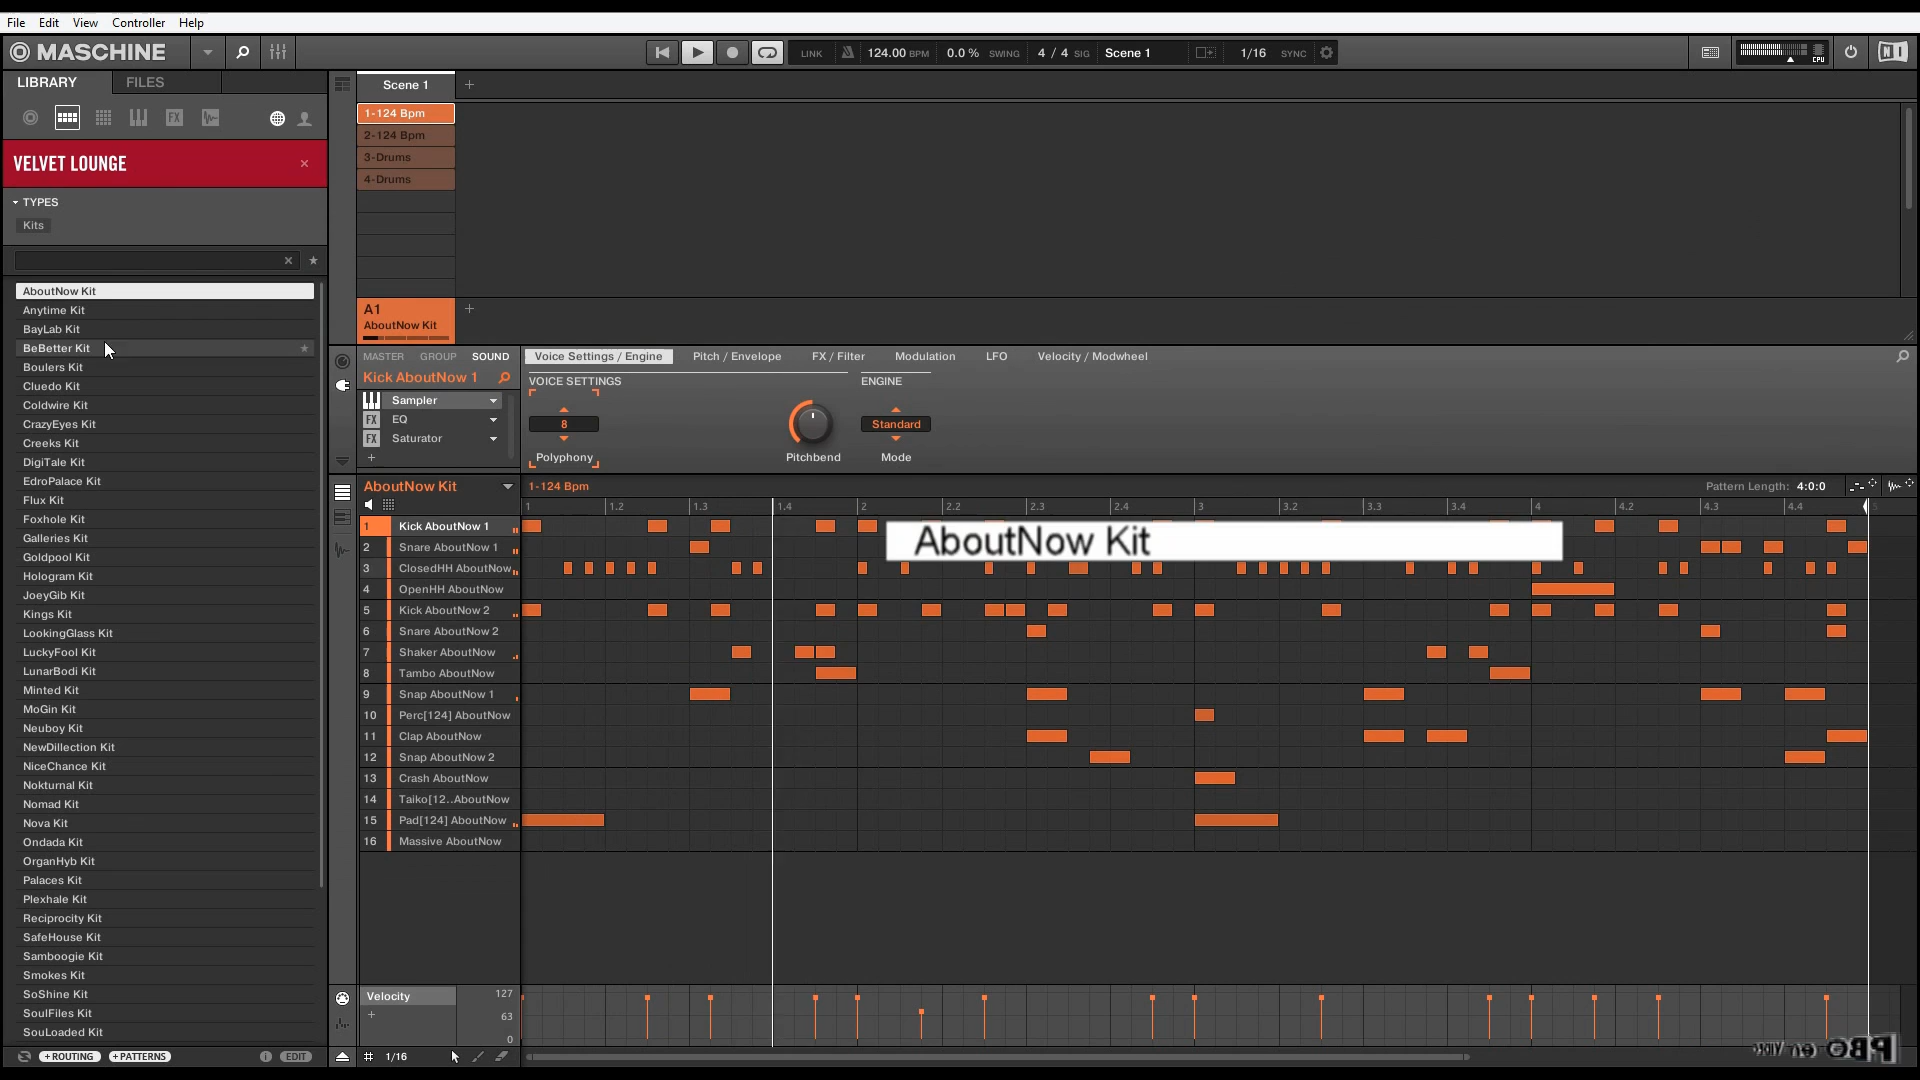 File Edit View Controller Help
MASCHINE
LINK 124.00 BPM 0.0 % SWING 4 / 4 SIG Scene 1 1/16 SYNC CPU
LIBRARY FILES
FX
VELVET LOUNGE
TYPES
Kits
AboutNow Kit
Anytime Kit
BayLab Kit
BeBetter Kit
Boulers Kit
Cluedo Kit
Coldwire Kit
CrazyEyes Kit
Creeks Kit
DigiTale Kit
EdroPalace Kit
Flux Kit
Foxhole Kit
Galleries Kit
Goldpool Kit
Hologram Kit
JoeyGib Kit
Kings Kit
LookingGlass Kit
LuckyFool Kit
LunarBodi Kit
Minted Kit
MoGin Kit
Neuboy Kit
NewDillection Kit
NiceChance Kit
Nokturnal Kit
Nomad Kit
Nova Kit
Ondada Kit
OrganHyb Kit
Palaces Kit
Plexhale Kit
Reciprocity Kit
SafeHouse Kit
Samboogie Kit
Smokes Kit
SoShine Kit
SoulFiles Kit
SouLoaded Kit
+ROUTING +PATTERNS EDIT
Scene 1
1-124 Bpm
2-124 Bpm
3-Drums
4-Drums
A1
AboutNow Kit
MASTER GROUP SOUND
Kick AboutNow 1
Sampler
FX EQ
FX Saturator
Voice Settings / Engine Pitch / Envelope FX / Filter Modulation LFO Velocity / Modwheel
VOICE SETTINGS ENGINE
8 Standard
Polyphony Pitchbend Mode
AboutNow Kit 1-124 Bpm Pattern Length: 4:0:0
1 1.2 1.3 1.4 2 2.2 2.3 2.4 3 3.2 3.3 3.4 4 4.2 4.3 4.4 5
1 Kick AboutNow 1
2 Snare AboutNow 1
3 ClosedHH AboutNow
4 OpenHH AboutNow
5 Kick AboutNow 2
6 Snare AboutNow 2
7 Shaker AboutNow
8 Tambo AboutNow
9 Snap AboutNow 1
10 Perc[124] AboutNow
11 Clap AboutNow
12 Snap AboutNow 2
13 Crash AboutNow
14 Taiko[12..AboutNow
15 Pad[124] AboutNow
16 Massive AboutNow
AboutNow Kit
Velocity 127
63
0
1/16